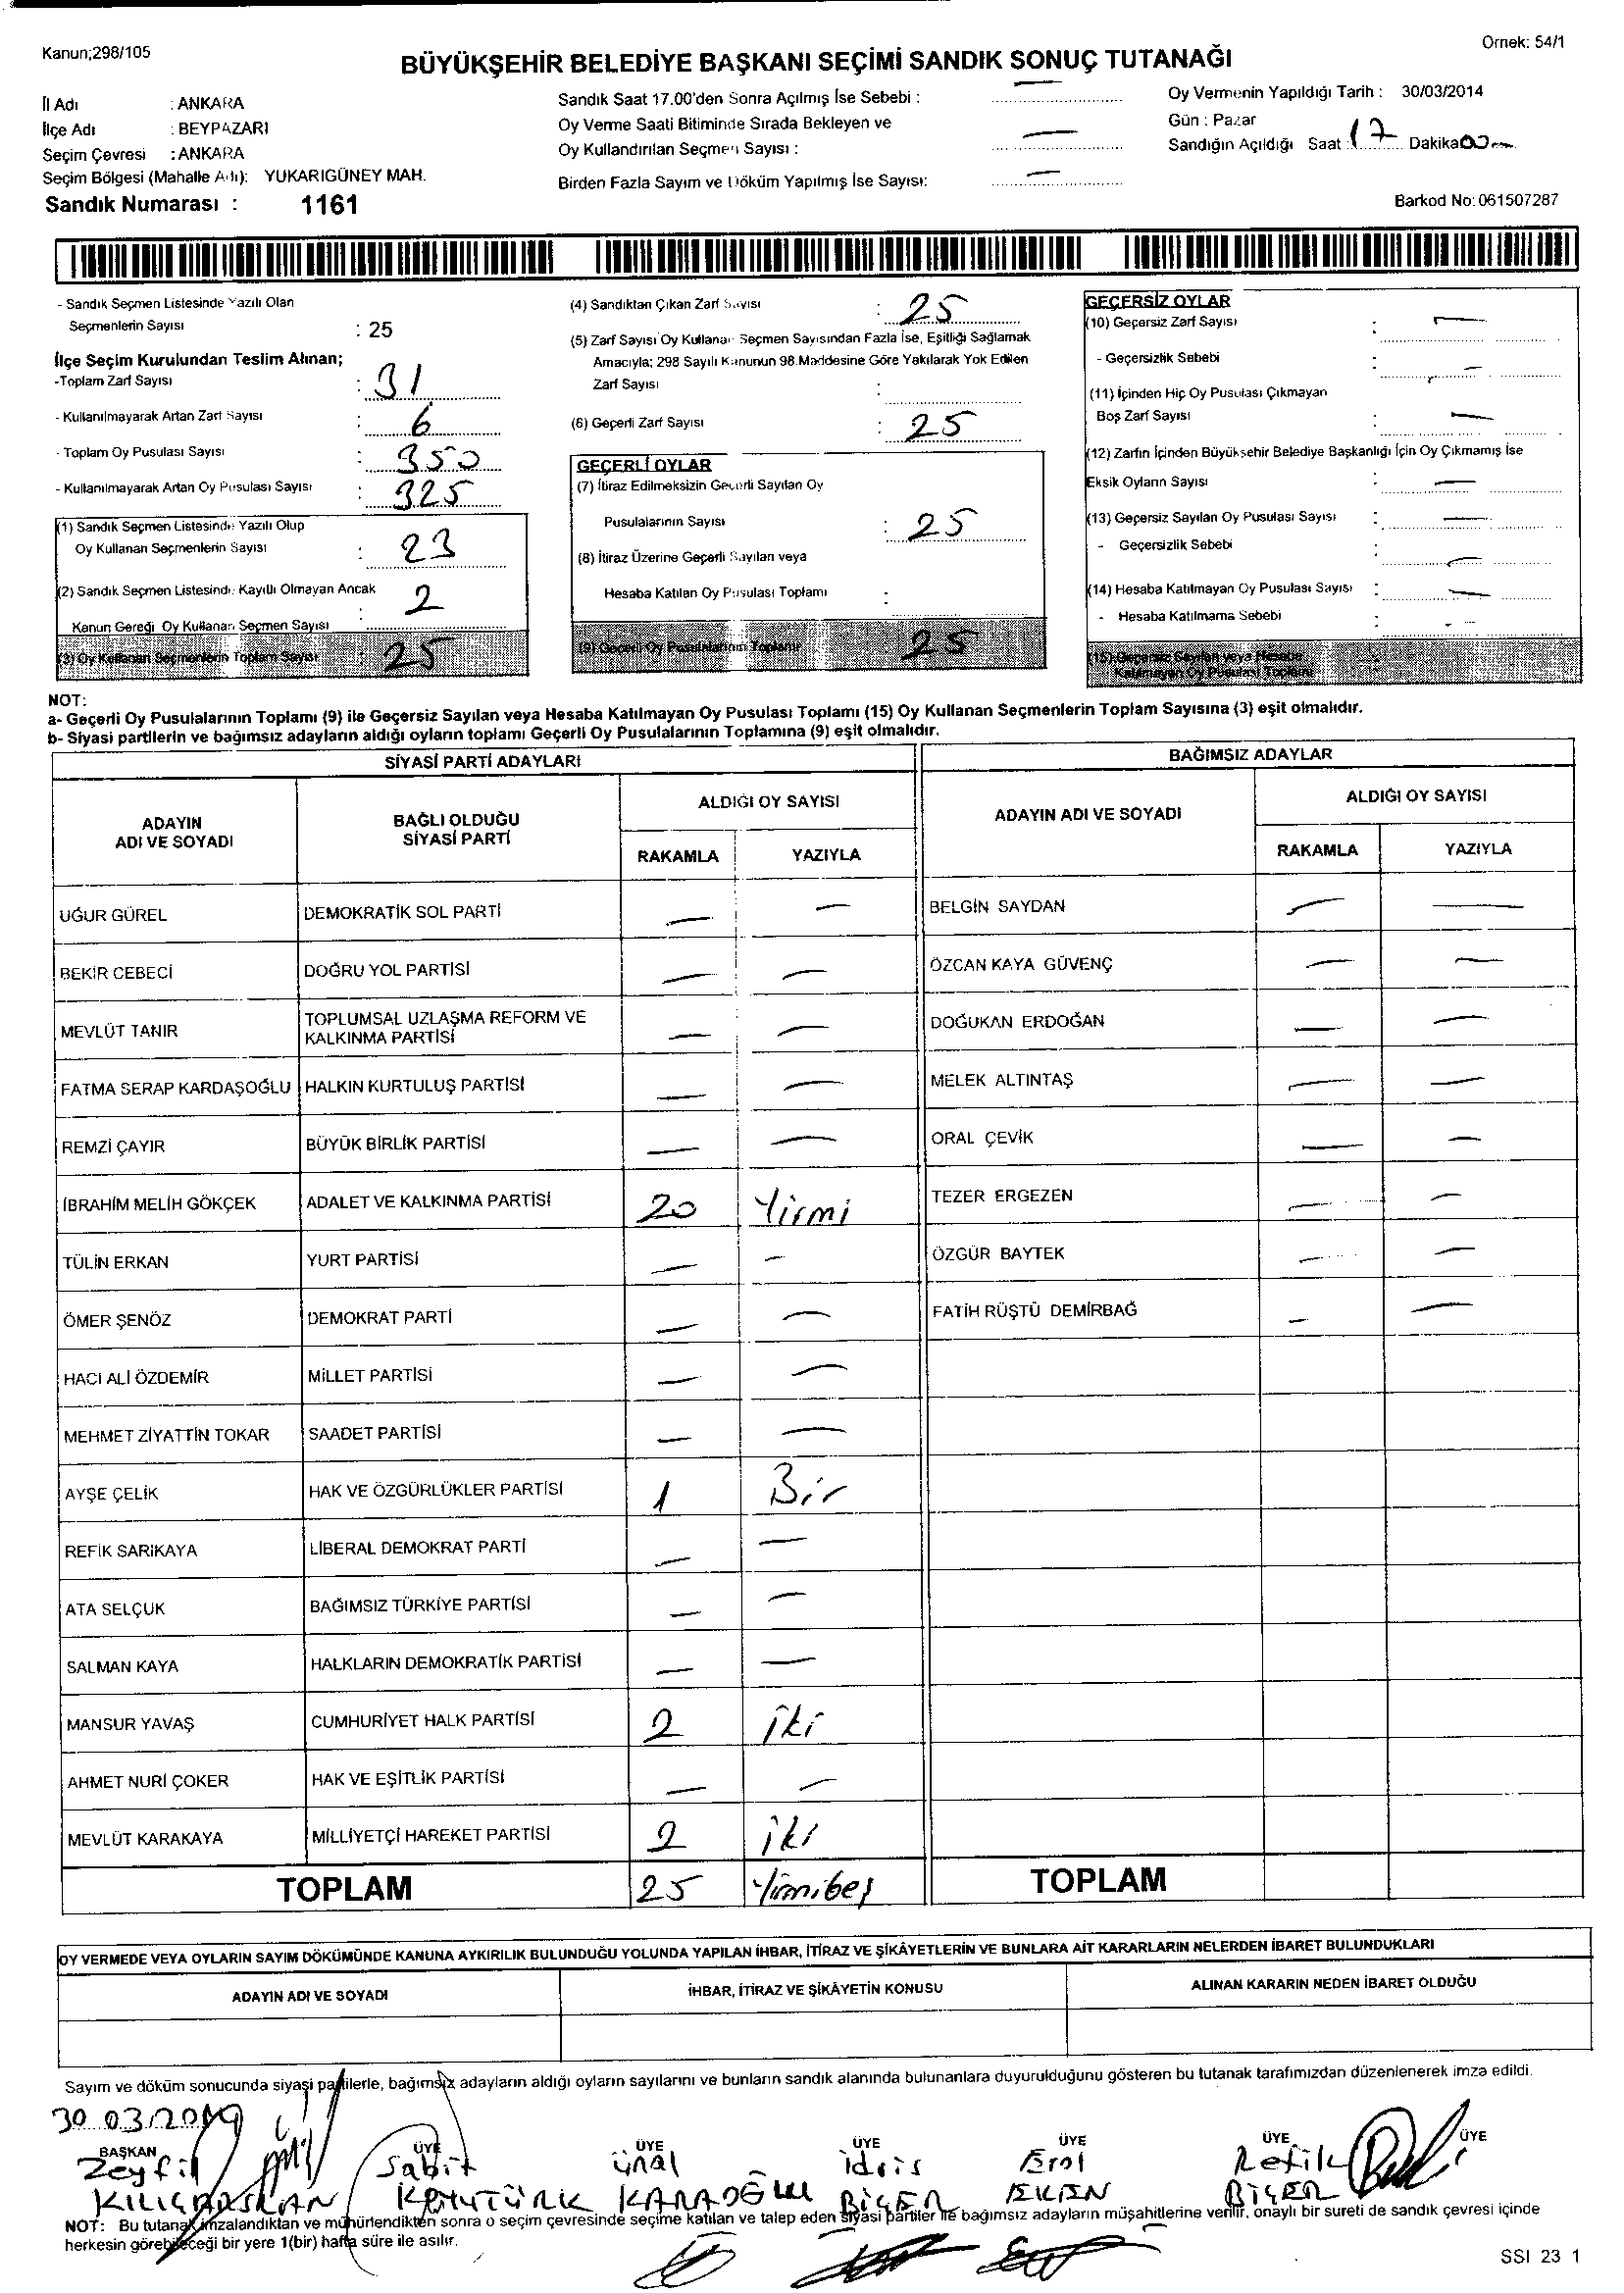 Kanun;298/105
Örnek: 54/1
BÜYÜKŞEHİR BELEDİYE BAŞKANI SEÇİMİ SANDIK SONUÇ TUTANAĞI
İl Adı : ANKARA
İlçe Adı : BEYPAZARI
Seçim Çevresi : ANKARA
Seçim Bölgesi (Mahalle Adı): YUKARIGÜNEY MAH.
Sandık Numarası : 1161
Sandık Saat 17.00'den Sonra Açılmış İse Sebebi : —
Oy Verme Saati Bitiminde Sırada Bekleyen ve
Oy Kullandırılan Seçmen Sayısı : —
Birden Fazla Sayım ve Döküm Yapılmış İse Sayısı: —
Oy Vermenin Yapıldığı Tarih : 30/03/2014
Gün : Pazar
Sandığın Açıldığı Saat : 17 Dakika 00
Barkod No: 061507287
- Sandık Seçmen Listesinde Yazılı Olan
Seçmenlerin Sayısı : 25
İlçe Seçim Kurulundan Teslim Alınan;
-Toplam Zarf Sayısı : 31
- Kullanılmayarak Artan Zarf Sayısı : 6
- Toplam Oy Pusulası Sayısı : 350
- Kullanılmayarak Artan Oy Pusulası Sayısı : 325
(1) Sandık Seçmen Listesinde Yazılı Olup
Oy Kullanan Seçmenlerin Sayısı : 23
(2) Sandık Seçmen Listesinde Kayıtlı Olmayan Ancak
Kanun Gereği Oy Kullanan Seçmen Sayısı : 2
(3) Oy Kullanan Seçmenlerin Toplam Sayısı : 25
(4) Sandıktan Çıkan Zarf Sayısı : 25
(5) Zarf Sayısı Oy Kullanan Seçmen Sayısından Fazla İse, Eşitliği Sağlamak
Amacıyla; 298 Sayılı Kanunun 98.Maddesine Göre Yakılarak Yok Edilen
Zarf Sayısı :
(6) Geçerli Zarf Sayısı : 25
GEÇERLİ OYLAR
(7) İtiraz Edilmeksizin Geçerli Sayılan Oy
Pusulalarının Sayısı : 25
(8) İtiraz Üzerine Geçerli Sayılan veya
Hesaba Katılan Oy Pusulası Toplamı :
(9) Geçerli Oy Pusulalarının Toplamı 25
GEÇERSİZ OYLAR
(10) Geçersiz Zarf Sayısı : —
- Geçersizlik Sebebi : —
(11) İçinden Hiç Oy Pusulası Çıkmayan
Boş Zarf Sayısı : —
(12) Zarfın İçinden Büyükşehir Belediye Başkanlığı İçin Oy Çıkmamış İse
Eksik Oyların Sayısı : —
(13) Geçersiz Sayılan Oy Pusulası Sayısı : —
- Geçersizlik Sebebi : —
(14) Hesaba Katılmayan Oy Pusulası Sayısı : —
- Hesaba Katılmama Sebebi : —
(15) Geçersiz Sayılan veya Hesaba
Katılmayan Oy Pusulası Toplamı
NOT:
a- Geçerli Oy Pusulalarının Toplamı (9) ile Geçersiz Sayılan veya Hesaba Katılmayan Oy Pusulası Toplamı (15) Oy Kullanan Seçmenlerin Toplam Sayısına (3) eşit olmalıdır.
b- Siyasi partilerin ve bağımsız adayların aldığı oyların toplamı Geçerli Oy Pusulalarının Toplamına (9) eşit olmalıdır.
SİYASİ PARTİ ADAYLARI
ADAYIN ADI VE SOYADI
BAĞLI OLDUĞU SİYASİ PARTİ
ALDIĞI OY SAYISI
RAKAMLA YAZIYLA
UĞUR GÜREL DEMOKRATİK SOL PARTİ — —
BEKİR CEBECİ DOĞRU YOL PARTİSİ — —
MEVLÜT TANIR TOPLUMSAL UZLAŞMA REFORM VE KALKINMA PARTİSİ — —
FATMA SERAP KARDAŞOĞLU HALKIN KURTULUŞ PARTİSİ — —
REMZİ ÇAYIR BÜYÜK BİRLİK PARTİSİ — —
İBRAHİM MELİH GÖKÇEK ADALET VE KALKINMA PARTİSİ 20 Yirmi
TÜLİN ERKAN YURT PARTİSİ —
ÖMER ŞENÖZ DEMOKRAT PARTİ — —
HACI ALİ ÖZDEMİR MİLLET PARTİSİ — —
MEHMET ZİYATTİN TOKAR SAADET PARTİSİ — —
AYŞE ÇELİK HAK VE ÖZGÜRLÜKLER PARTİSİ 1 Bir
REFİK SARIKAYA LİBERAL DEMOKRAT PARTİ — —
ATA SELÇUK BAĞIMSIZ TÜRKİYE PARTİSİ — —
SALMAN KAYA HALKLARIN DEMOKRATİK PARTİSİ — —
MANSUR YAVAŞ CUMHURİYET HALK PARTİSİ 2 iki
AHMET NURİ ÇOKER HAK VE EŞİTLİK PARTİSİ — —
MEVLÜT KARAKAYA MİLLİYETÇİ HAREKET PARTİSİ 2 iki
TOPLAM 25 Yirmibeş
BAĞIMSIZ ADAYLAR
ADAYIN ADI VE SOYADI
ALDIĞI OY SAYISI
RAKAMLA YAZIYLA
BELGİN SAYDAN — —
ÖZCAN KAYA GÜVENÇ — —
DOĞUKAN ERDOĞAN — —
MELEK ALTINTAŞ — —
ORAL ÇEVİK — —
TEZER ERGEZEN — —
ÖZGÜR BAYTEK — —
FATİH RÜŞTÜ DEMİRBAĞ — —
TOPLAM
OY VERMEDE VEYA OYLARIN SAYIM DÖKÜMÜNDE KANUNA AYKIRILIK BULUNDUĞU YOLUNDA YAPILAN İHBAR, İTİRAZ VE ŞİKÂYETLERİN VE BUNLARA AİT KARARLARIN NELERDEN İBARET BULUNDUKLARI
ADAYIN ADI VE SOYADI
İHBAR, İTİRAZ VE ŞİKÂYETİN KONUSU
ALINAN KARARIN NEDEN İBARET OLDUĞU
Sayım ve döküm sonucunda siyasi partilerle, bağımsız adayların aldığı oyların sayılarını ve bunların sandık alanında bulunanlara duyurulduğunu gösteren bu tutanak tarafımızdan düzenlenerek imza edildi.
30.03.2014
BAŞKAN ÜYE ÜYE ÜYE ÜYE ÜYE ÜYE
Zeyfil Sabit ünal idris Erol Refik
KILIÇARSLAN KENTÜRK KARAOĞLU BİÇER EKEN BİÇER
NOT: Bu tutanak imzalandıktan ve mühürlendikten sonra o seçim çevresinde seçime katılan ve talep eden siyasi partiler ile bağımsız adayların müşahitlerine verilir, onaylı bir sureti de sandık çevresi içinde
herkesin görebileceği bir yere 1(bir) hafta süre ile asılır.
SSI 23 1